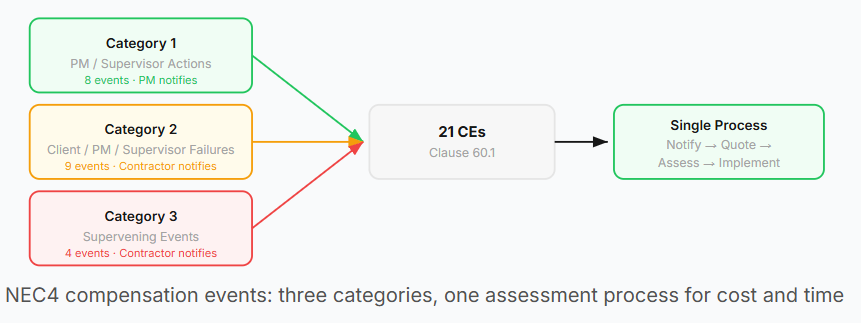 Category 1
PM / Supervisor Actions
8 events · PM notifies
Category 2
Client / PM / Supervisor Failures
9 events · Contractor notifies
Category 3
Supervening Events
4 events · Contractor notifies
21 CEs
Clause 60.1
Single Process
Notify → Quote →
Assess → Implement
NEC4 compensation events: three categories, one assessment process for cost and time